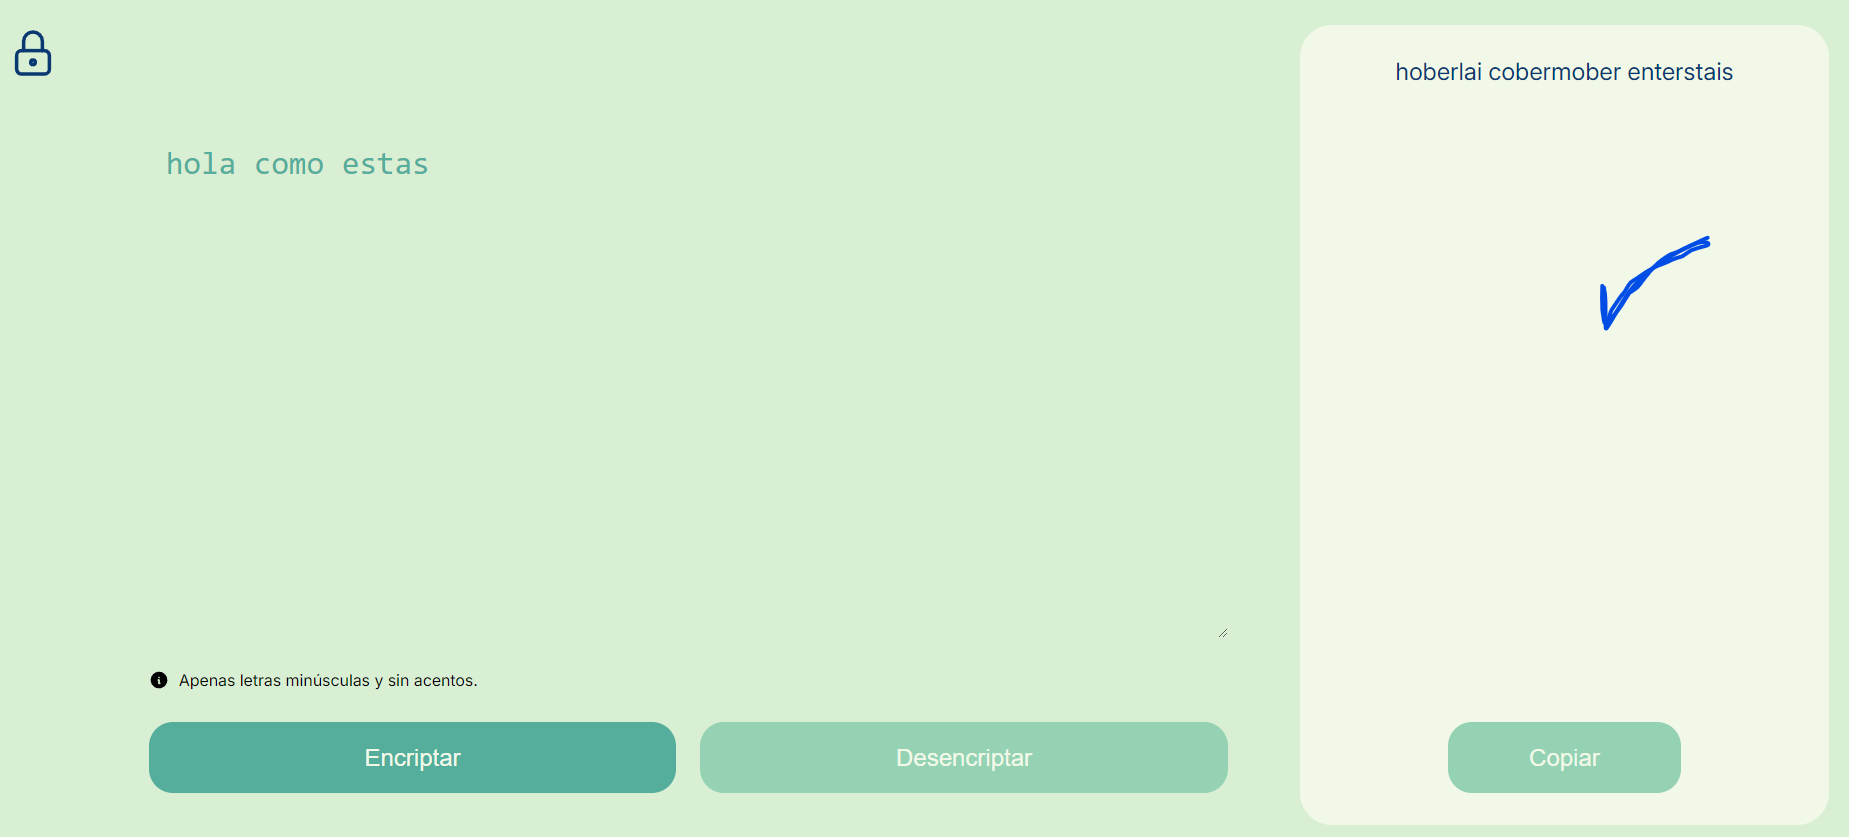 hola como estas
Apenas letras minúsculas y sin acentos.
Encriptar
Desencriptar
hoberlai cobermober enterstais
Copiar